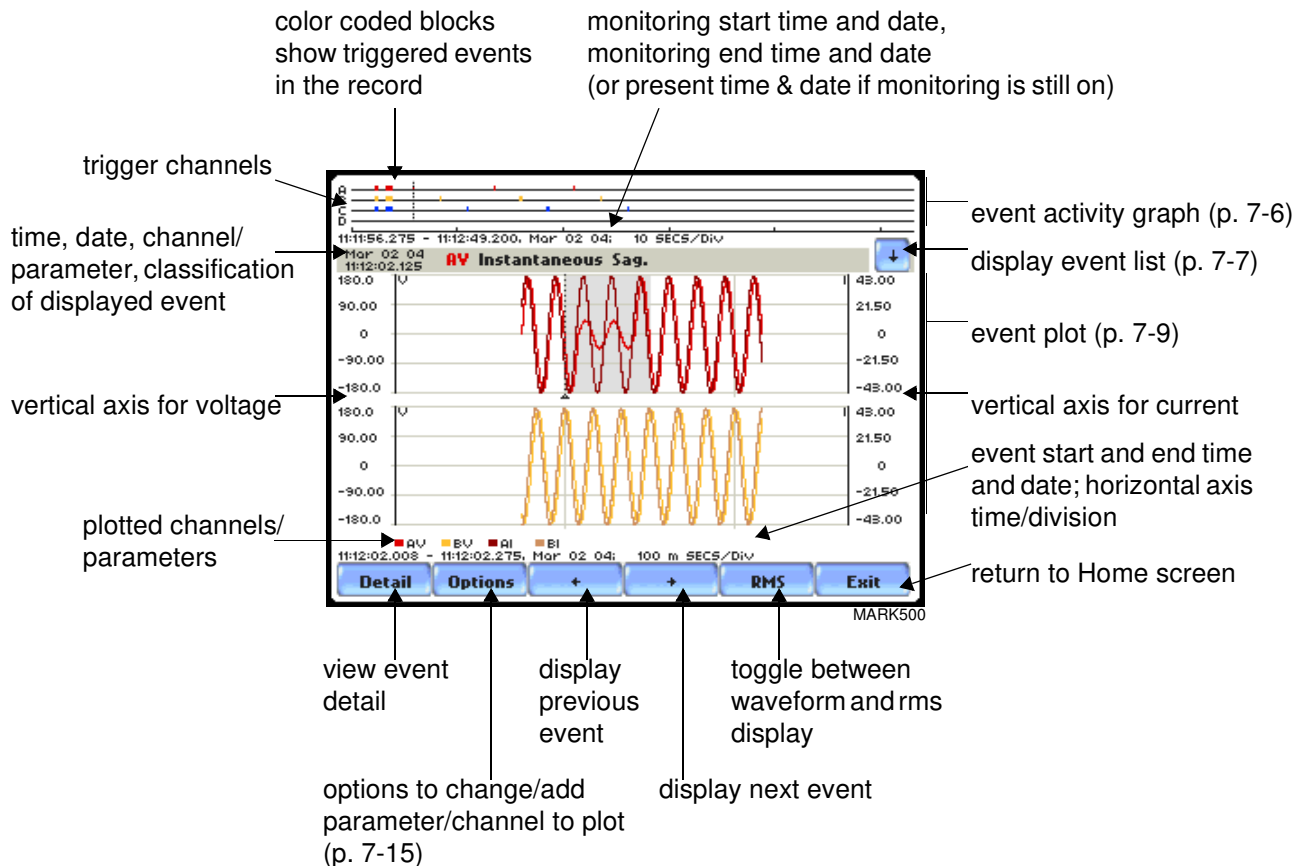 color coded blocks
show triggered events
in the record
monitoring start time and date,
monitoring end time and date
(or present time & date if monitoring is still on)
trigger channels
time, date, channel/
parameter, classification
of displayed event
vertical axis for voltage
plotted channels/
parameters
A
B
C
D
11:11:56.275 - 11:12:49.200, Mar 02 04; 10 SECS/Div
Mar 02 04
11:12:02.125
AV Instantaneous Sag.
↓
180.0
90.00
0
-90.00
-180.0
V
I
43.00
21.50
0
-21.50
-43.00
180.0
90.00
0
-90.00
-180.0
V
I
43.00
21.50
0
-21.50
-43.00
AV BV AI BI
11:12:02.008 - 11:12:02.275, Mar 02 04; 100 m SECS/Div
Detail Options ← → RMS Exit
MARK500
event activity graph (p. 7-6)
display event list (p. 7-7)
event plot (p. 7-9)
vertical axis for current
event start and end time
and date; horizontal axis
time/division
return to Home screen
view event
detail
display
previous
event
toggle between
waveform and rms
display
options to change/add
parameter/channel to plot
(p. 7-15)
display next event